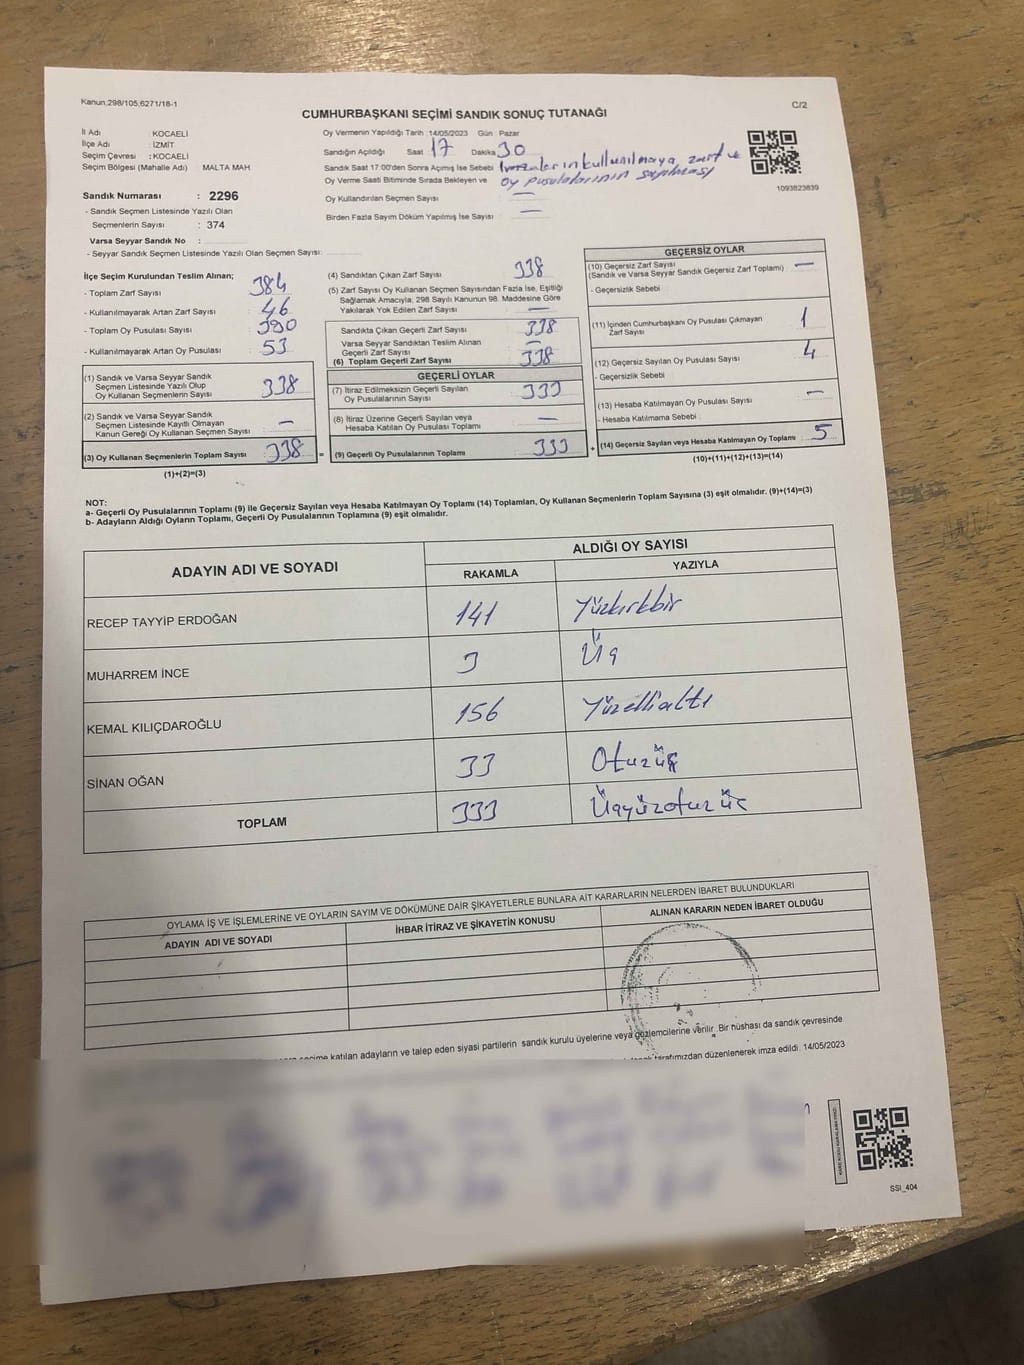 Kanun,298/105,6271/18-1
C/2
CUMHURBAŞKANI SEÇİMİ SANDIK SONUÇ TUTANAĞI
İl Adı : KOCAELİ
İlçe Adı : İZMİT
Seçim Çevresi : KOCAELİ
Seçim Bölgesi (Mahalle Adı) MALTA MAH
Oy Vermenin Yapıldığı Tarih :14/05/2023 Gün : Pazar
Sandığın Açıldığı Saat : 17 Dakika : 30
Sandık Saat 17.00'den Sonra Açımış İse Sebebi kullanılmaya, zarf ve
Oy Verme Saati Bitiminde Sırada Bekleyen ve oy pusulalarının sayılması
Oy Kullandırılan Seçmen Sayısı : —
Birden Fazla Sayım Döküm Yapılmış İse Sayısı : —
1093823839
Sandık Numarası : 2296
- Sandık Seçmen Listesinde Yazılı Olan
Seçmenlerin Sayısı : 374
Varsa Seyyar Sandık No :
- Seyyar Sandık Seçmen Listesinde Yazılı Olan Seçmen Sayısı:
İlçe Seçim Kurulundan Teslim Alınan;
- Toplam Zarf Sayısı : 384
- Kullanılmayarak Artan Zarf Sayısı : 46
- Toplam Oy Pusulası Sayısı : 390
- Kullanılmayarak Artan Oy Pusulası : 53
(1) Sandık ve Varsa Seyyar Sandık
Seçmen Listesinde Yazılı Olup
Oy Kullanan Seçmenlerin Sayısı : 338
(2) Sandık ve Varsa Seyyar Sandık
Seçmen Listesinde Kayıtlı Olmayan
Kanun Gereği Oy Kullanan Seçmen Sayısı : —
(3) Oy Kullanan Seçmenlerin Toplam Sayısı : 338 =
(1)+(2)=(3)
(4) Sandıktan Çıkan Zarf Sayısı : 338
(5) Zarf Sayısı Oy Kullanan Seçmen Sayısından Fazla İse, Eşitliği
Sağlamak Amacıyla, 298 Sayılı Kanunun 98. Maddesine Göre
Yakılarak Yok Edilen Zarf Sayısı : —
Sandıkta Çıkan Geçerli Zarf Sayısı : 338
Varsa Seyyar Sandıktan Teslim Alınan
Geçerli Zarf Sayısı : —
(6) Toplam Geçerli Zarf Sayısı : 338
GEÇERLİ OYLAR
(7) İtiraz Edilmeksizin Geçerli Sayılan
Oy Pusulasının Sayısı : 333
(8) İtiraz Üzerine Geçerli Sayılan veya
Hesaba Katılan Oy Pusulası Toplamı : —
(9) Geçerli Oy Pusulalarının Toplamı : 333 +
GEÇERSİZ OYLAR
(10) Geçersiz Zarf Sayısı : —
(Sandık ve Varsa Seyyar Sandık Geçersiz Zarf Toplamı)
- Geçersizlik Sebebi :
(11) İçinden Cumhurbaşkanı Oy Pusulası Çıkmayan
Zarf Sayısı : 1
(12) Geçersiz Sayılan Oy Pusulası Sayısı : 4
- Geçersizlik Sebebi :
(13) Hesaba Katılmayan Oy Pusulası Sayısı : —
- Hesaba Katılmama Sebebi :
(14) Geçersiz Sayılan veya Hesaba Katılmayan Oy Toplamı : 5
(10)+(11)+(12)+(13)=(14)
NOT:
a- Geçerli Oy Pusulalarının Toplamı (9) ile Geçersiz Sayılan veya Hesaba Katılmayan Oy Toplamı (14) Toplamları, Oy Kullanan Seçmenlerin Toplam Sayısına (3) eşit olmalıdır. (9)+(14)=(3)
b- Adayların Aldığı Oyların Toplamı, Geçerli Oy Pusulalarının Toplamına (9) eşit olmalıdır.
ADAYIN ADI VE SOYADI ALDIĞI OY SAYISI
RAKAMLA YAZIYLA
RECEP TAYYİP ERDOĞAN 141 Yüzkırkbir
MUHARREM İNCE 3 Üç
KEMAL KILIÇDAROĞLU 156 Yüzellialtı
SİNAN OĞAN 33 Otuzüç
TOPLAM 333 Üçyüzotuzüç
OYLAMA İŞ VE İŞLEMLERİNE VE OYLARIN SAYIM VE DÖKÜMÜNE DAİR ŞİKAYETLERLE BUNLARA AİT KARARLARIN NELERDEN İBARET BULUNDUKLARI
ADAYIN ADI VE SOYADI İHBAR İTİRAZ VE ŞİKAYETİN KONUSU ALINAN KARARIN NEDEN İBARET OLDUĞU
seçime katılan adayların ve talep eden siyasi partilerin sandık kurulu üyelerine veya gözlemcilerine verilir. Bir nüshası da sandık çevresinde
tarafımızdan düzenlenerek imza edildi. 14/05/2023
SSI_404